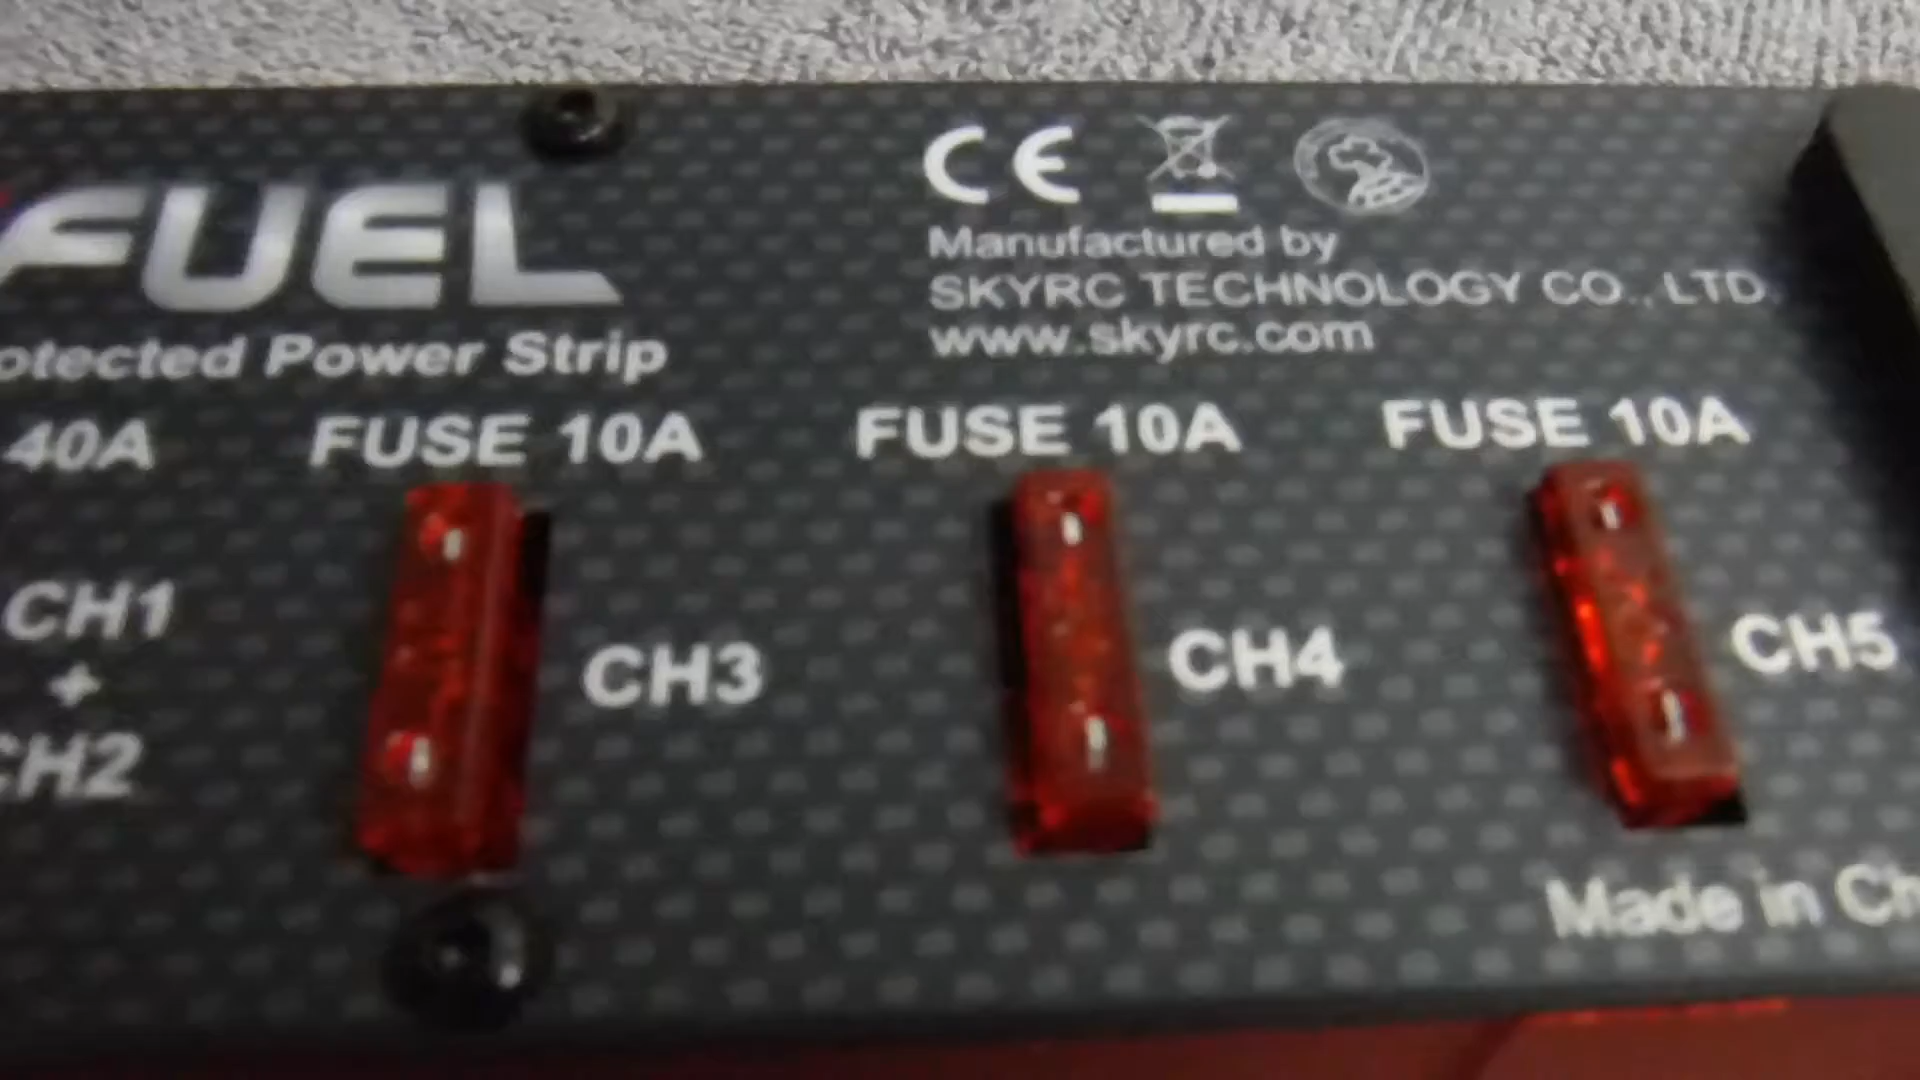 FUEL
otected Power Strip
CE
Manufactured by
SKYRC TECHNOLOGY CO., LTD.
www.skyrc.com
40A
FUSE 10A
FUSE 10A
FUSE 10A
CH1
+
CH2
CH3
CH4
CH5
Made in Ch